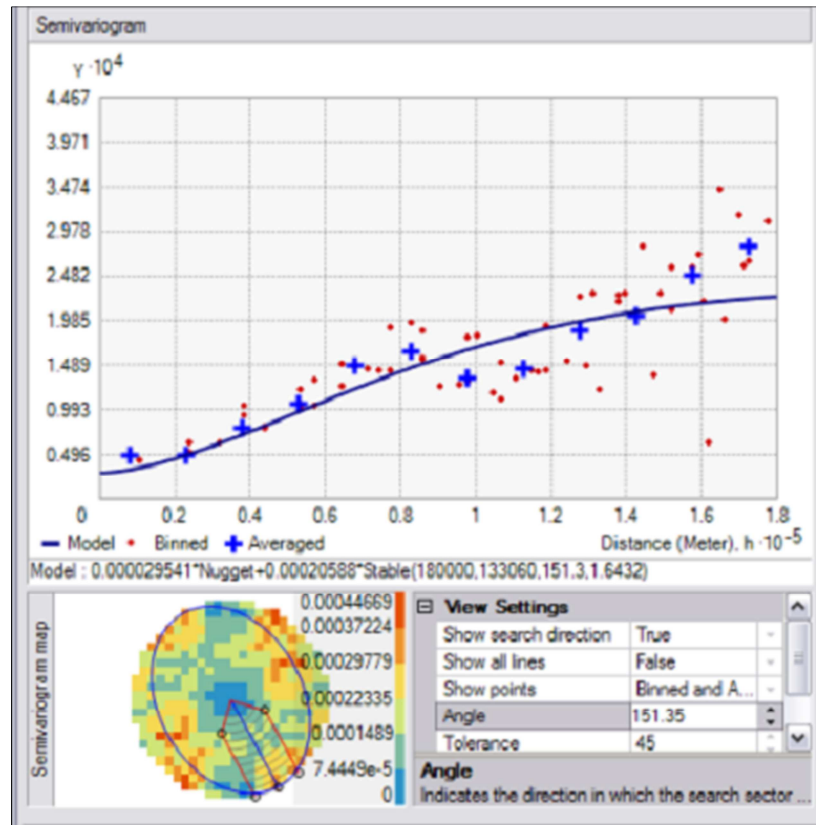 Semivariogram
γ ·10⁴
4.467
3.971
3.474
2.978
2.482
1.985
1.489
0.993
0.496
0 0.2 0.4 0.6 0.8 1 1.2 1.4 1.6 1.8
Model Binned Averaged Distance (Meter), h ·10⁻⁵
Model : 0.000029541*Nugget+0.00020588*Stable(180000,133060,151.3,1.6432)
Semivariogram map
0.00044669
0.00037224
0.00029779
0.00022335
0.0001489
7.4449e-5
0
View Settings
Show search direction True
Show all lines False
Show points Binned and A...
Angle 151.35
Tolerance 45
Angle
Indicates the direction in which the search sector ...